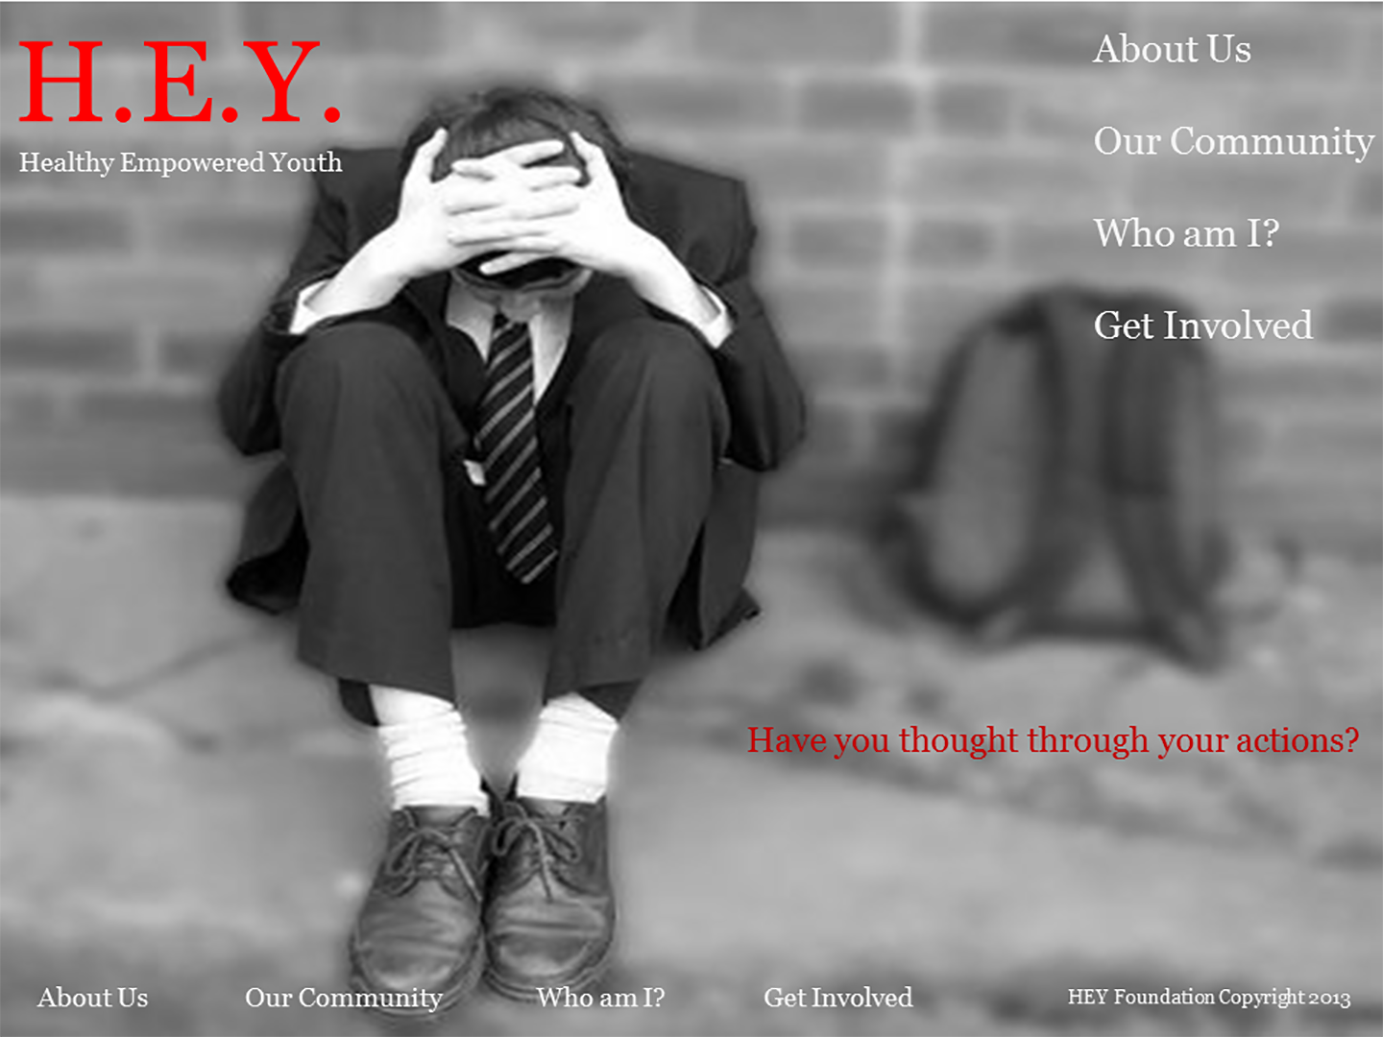 H.E.Y.
Healthy Empowered Youth
About Us
Our Community
Who am I?
Get Involved
Have you thought through your actions?
About Us
Our Community
Who am I?
Get Involved
HEY Foundation Copyright 2013